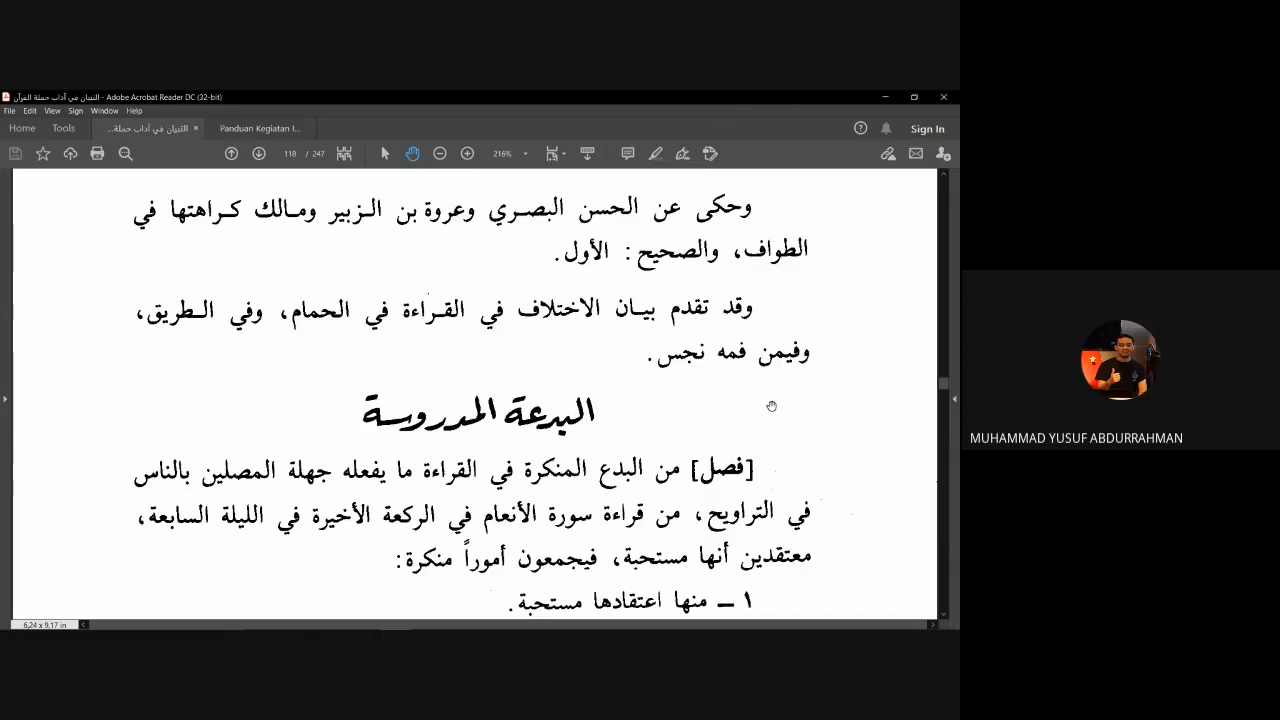 التبيان في آداب حملة القرآن - Adobe Acrobat Reader DC (32-bit)
File Edit View Sign Window Help
Home Tools التبيان في آداب حملة... × Panduan Kegiatan I... Sign In
118 / 247 216%
وحكى عن الحسن البصري وعروة بن الزبير ومالك كراهتها في
الطواف، والصحيح: الأول.
وقد تقدم بيان الاختلاف في القراءة في الحمام، وفي الطريق،
وفيمن فمه نجس.
البدعة المدروسة
[فصل] من البدع المنكرة في القراءة ما يفعله جهلة المصلين بالناس
في التراويح، من قراءة سورة الأنعام في الركعة الأخيرة في الليلة السابعة،
معتقدين أنها مستحبة، فيجمعون أموراً منكرة:
١ ــ منها اعتقادها مستحبة.
6,24 x 9,17 in
MUHAMMAD YUSUF ABDURRAHMAN